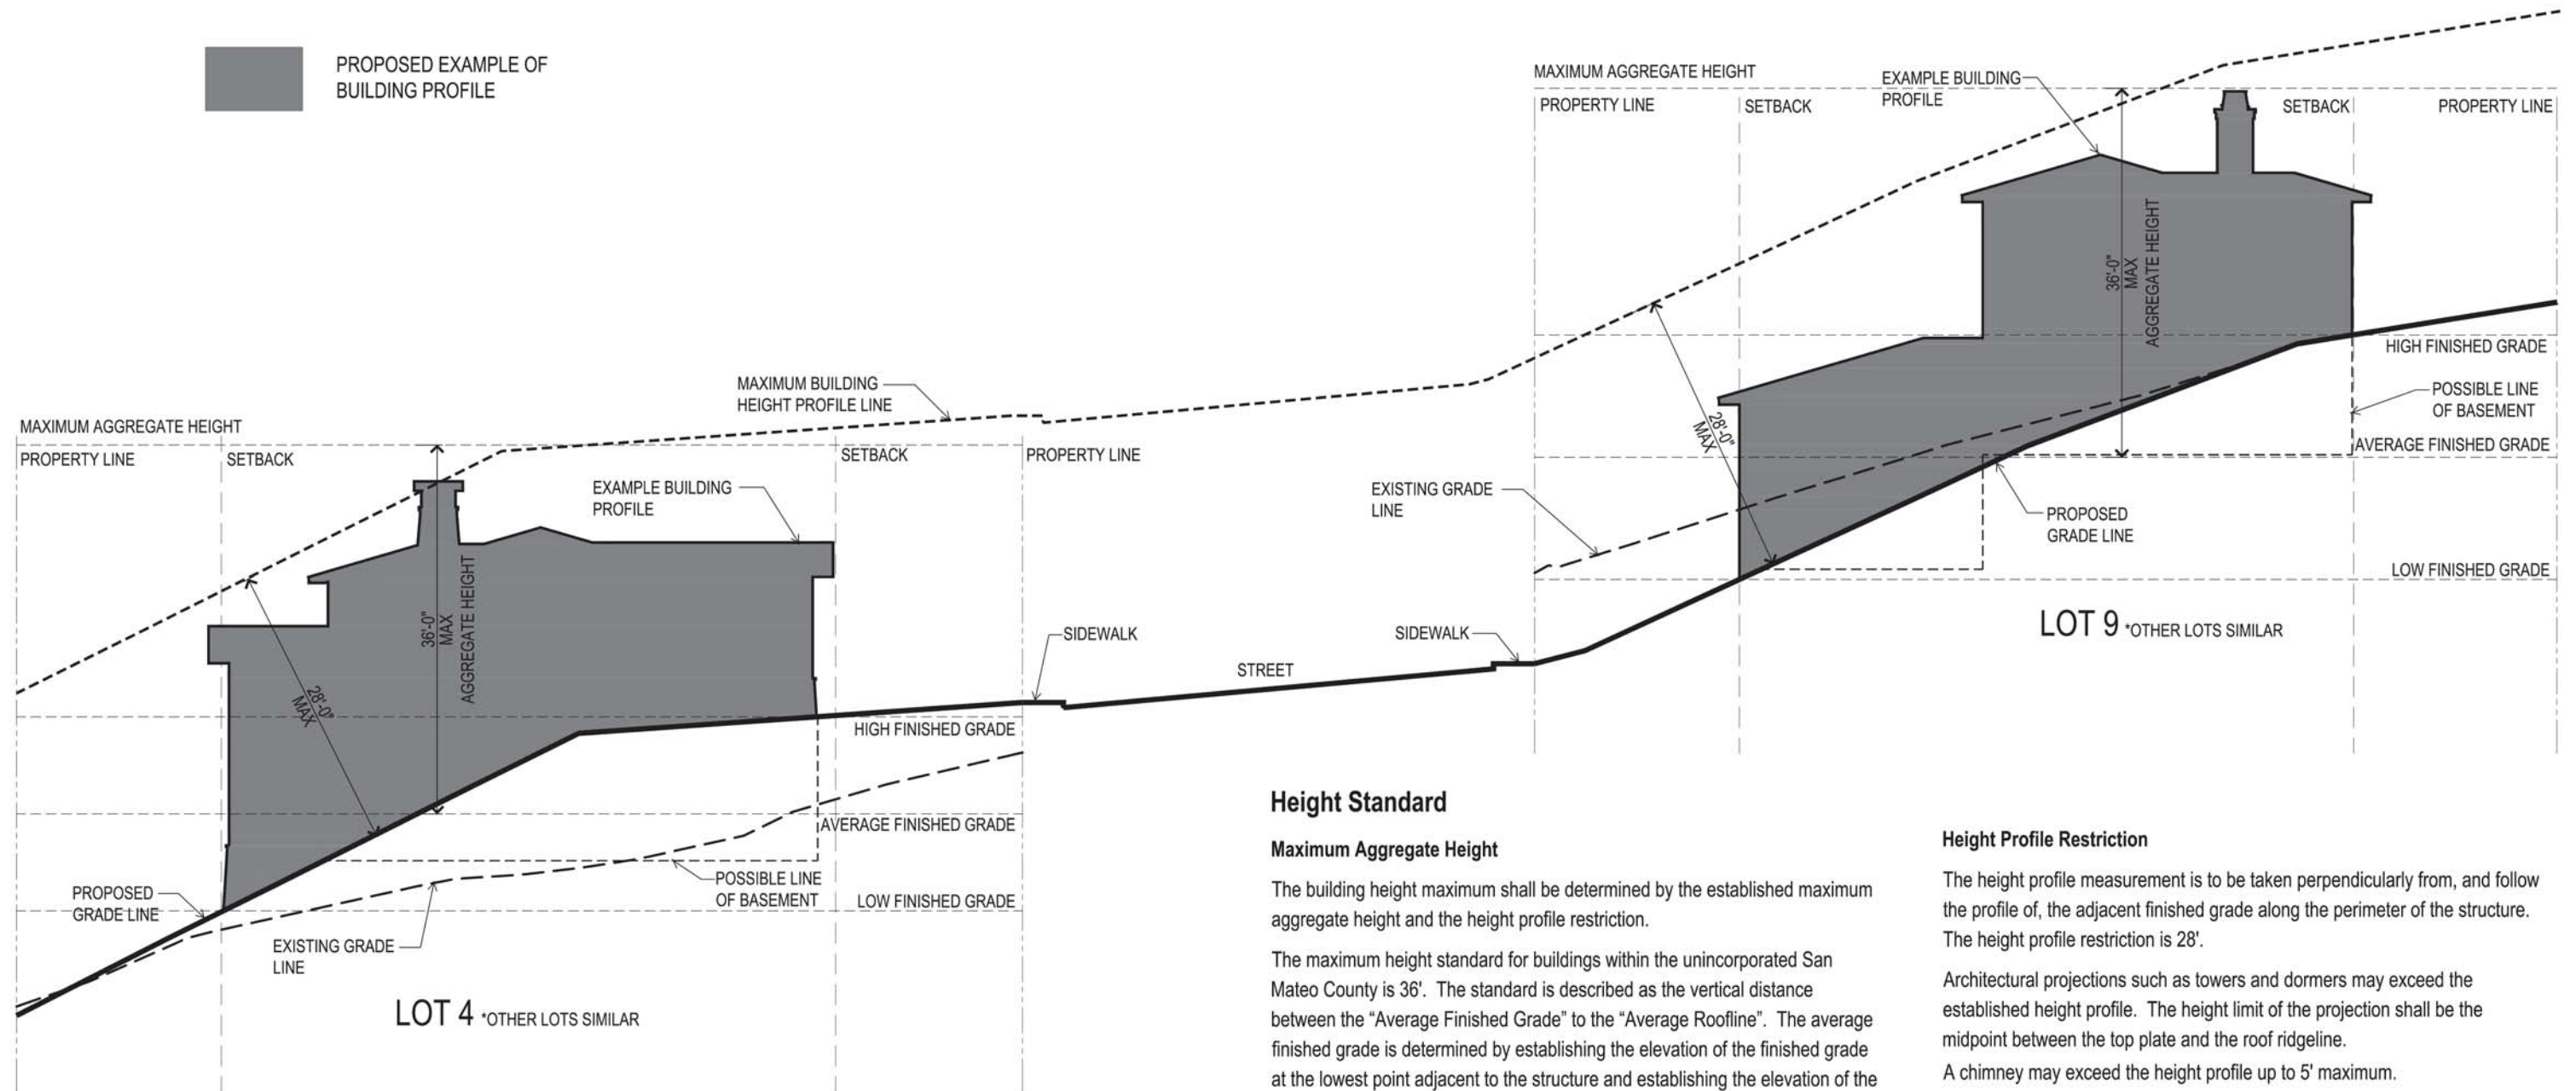 PROPOSED EXAMPLE OF
BUILDING PROFILE
MAXIMUM AGGREGATE HEIGHT
PROPERTY LINE
SETBACK
EXAMPLE BUILDING
PROFILE
SETBACK
PROPERTY LINE
36'-0"
MAX
AGGREGATE HEIGHT
28'-0"
MAX
HIGH FINISHED GRADE
POSSIBLE LINE
OF BASEMENT
AVERAGE FINISHED GRADE
EXISTING GRADE
LINE
PROPOSED
GRADE LINE
LOW FINISHED GRADE
LOT 9 *OTHER LOTS SIMILAR
MAXIMUM BUILDING
HEIGHT PROFILE LINE
MAXIMUM AGGREGATE HEIGHT
PROPERTY LINE
SETBACK
EXAMPLE BUILDING
PROFILE
SETBACK
PROPERTY LINE
36'-0"
MAX
AGGREGATE HEIGHT
28'-0"
MAX
SIDEWALK
STREET
SIDEWALK
HIGH FINISHED GRADE
AVERAGE FINISHED GRADE
POSSIBLE LINE
OF BASEMENT
LOW FINISHED GRADE
PROPOSED
GRADE LINE
EXISTING GRADE
LINE
LOT 4 *OTHER LOTS SIMILAR
Height Standard
Maximum Aggregate Height
The building height maximum shall be determined by the established maximum
aggregate height and the height profile restriction.
The maximum height standard for buildings within the unincorporated San
Mateo County is 36'. The standard is described as the vertical distance
between the “Average Finished Grade” to the “Average Roofline”. The average
finished grade is determined by establishing the elevation of the finished grade
at the lowest point adjacent to the structure and establishing the elevation of the
Height Profile Restriction
The height profile measurement is to be taken perpendicularly from, and follow
the profile of, the adjacent finished grade along the perimeter of the structure.
The height profile restriction is 28'.
Architectural projections such as towers and dormers may exceed the
established height profile. The height limit of the projection shall be the
midpoint between the top plate and the roof ridgeline.
A chimney may exceed the height profile up to 5' maximum.